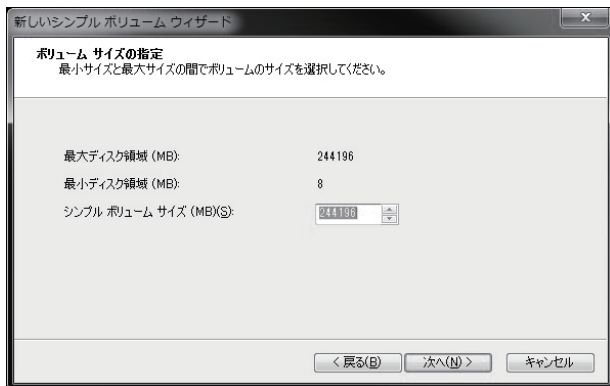 新しいシンプル ボリューム ウィザード
ボリューム サイズの指定
最小サイズと最大サイズの間でボリュームのサイズを選択してください。
最大ディスク領域 (MB): 244196
最小ディスク領域 (MB): 8
シンプル ボリューム サイズ (MB)(S): 244196
< 戻る(B) 次へ(N) > キャンセル